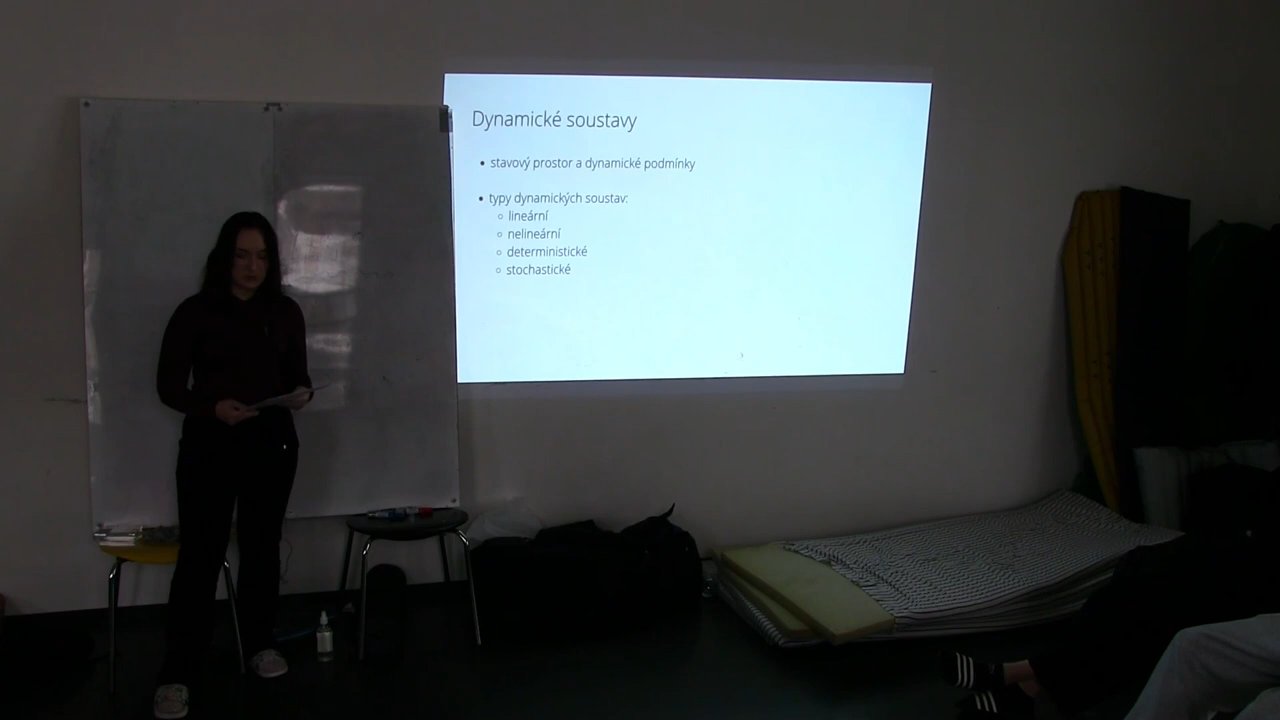 Dynamické soustavy
• stavový prostor a dynamické podmínky
• typy dynamických soustav:
◦ lineární
◦ nelineární
◦ deterministické
◦ stochastické